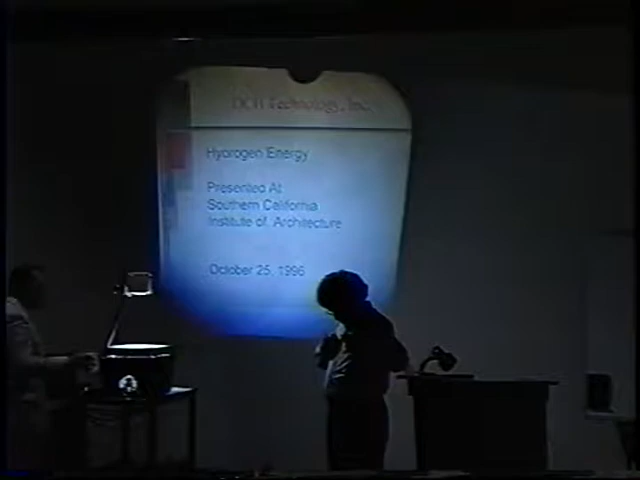 DCH Technology, Inc.
Hydrogen Energy
Presented At
Southern California
Institute of Architecture
October 25, 1996